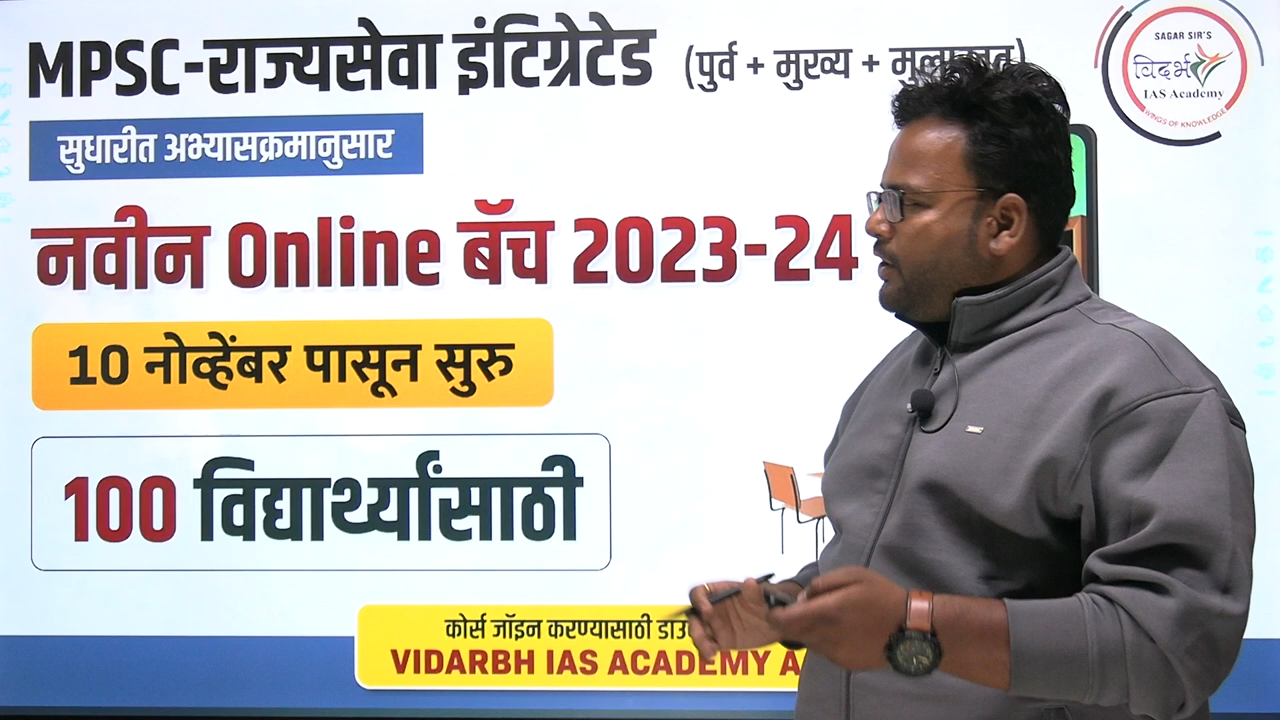 MPSC-राज्यसेवा इंटिग्रेटेड (पुर्व + मुख्य +
सुधारीत अभ्यासक्रमानुसार
नवीन Online बॅच 2023-24
10 नोव्हेंबर पासून सुरु
100 विद्यार्थ्यांसाठी
कोर्स जॉइन करण्यासाठी
VIDARBH IAS ACADEMY
SAGAR SIR'S
विदर्भ
IAS Academy
WINGS OF KNOWLEDGE